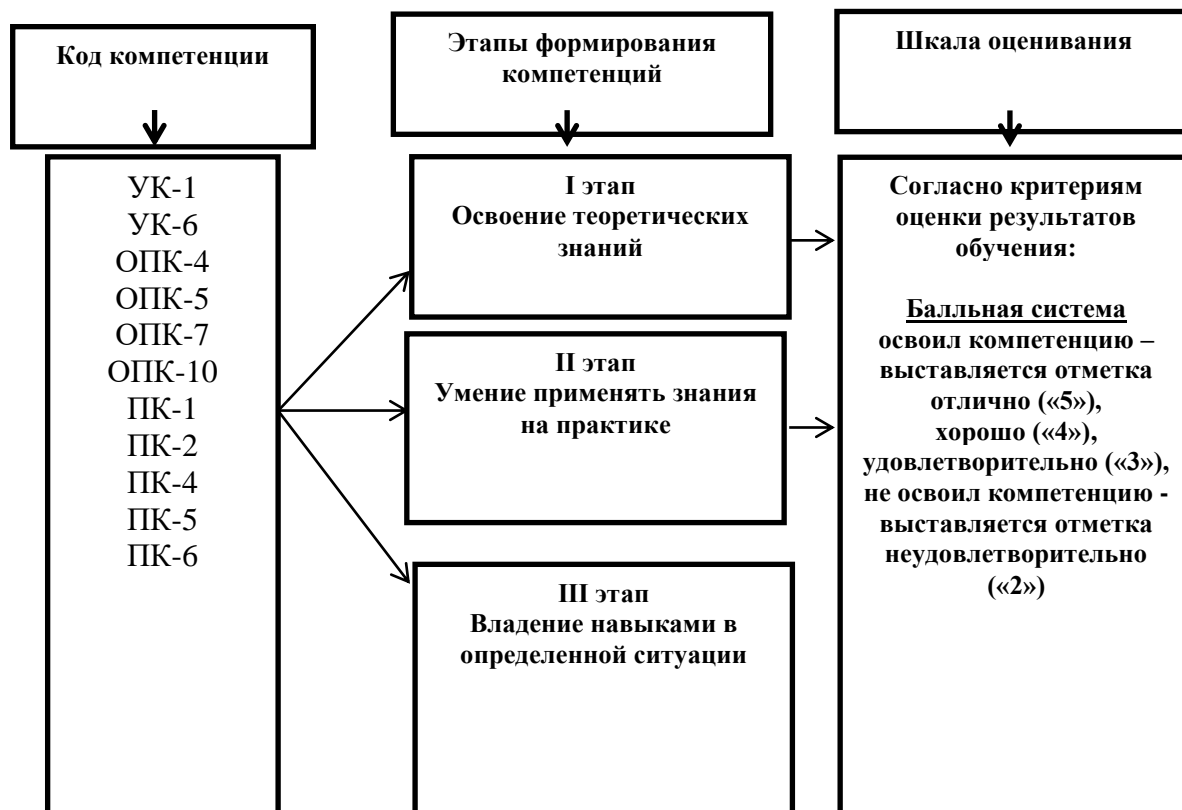 Код компетенции
Этапы формирования
компетенций
Шкала оценивания
УК-1
УК-6
ОПК-4
ОПК-5
ОПК-7
ОПК-10
ПК-1
ПК-2
ПК-4
ПК-5
ПК-6
I этап
Освоение теоретических
знаний
II этап
Умение применять знания
на практике
III этап
Владение навыками в
определенной ситуации
Согласно критериям
оценки результатов
обучения:
Балльная система
освоил компетенцию –
выставляется отметка
отлично («5»),
хорошо («4»),
удовлетворительно («3»),
не освоил компетенцию -
выставляется отметка
неудовлетворительно
(«2»)